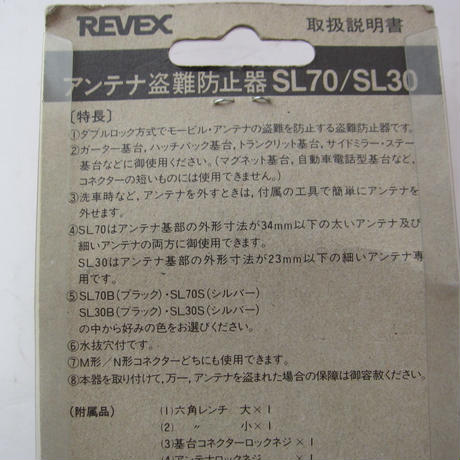 REVEX 取扱説明書
アンテナ盗難防止器 SL70/SL30
〔特長〕
①ダブルロック方式でモービル・アンテナの盗難を防止する盗難防止器です。
②ガーター基台，ハッチバック基台，トランクリット基台，サイドミラー・ステー
基台などに御使用ください。（マグネット基台，自動車電話型基台など，
コネクターの短いものには使用できません。）
③洗車時など，アンテナを外すときは，付属の工具で簡単にアンテナを
外せます。
④SL70はアンテナ基部の外形寸法が34mm以下の太いアンテナ及び
細いアンテナの両方に御使用できます。
SL30はアンテナ基部の外形寸法が23mm以下の細いアンテナ専
用です。
⑤SL70B（ブラック）・SL70S（シルバー）
SL30B（ブラック）・SL30S（シルバー）
の中から好みの色をお選びください。
⑥水抜穴付です。
⑦M形／N形コネクターどちにも使用できます。
⑧本器を取り付けて，万一，アンテナを盗まれた場合の保障は御容赦ください。
〔附属品〕 (1)六角レンチ 大×1
(2) 〃 小×1
(3)基台コネクターロックネジ×1
(4)アンテナロックネジ×1